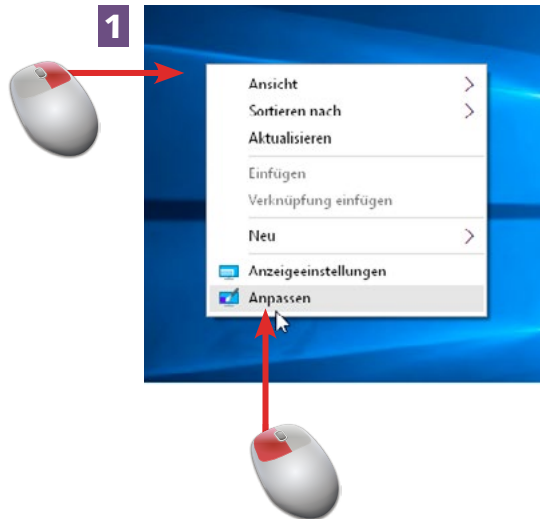 1
Ansicht
Sortieren nach
Aktualisieren
Einfügen
Verknüpfung einfügen
Neu
Anzeigeeinstellungen
Anpassen